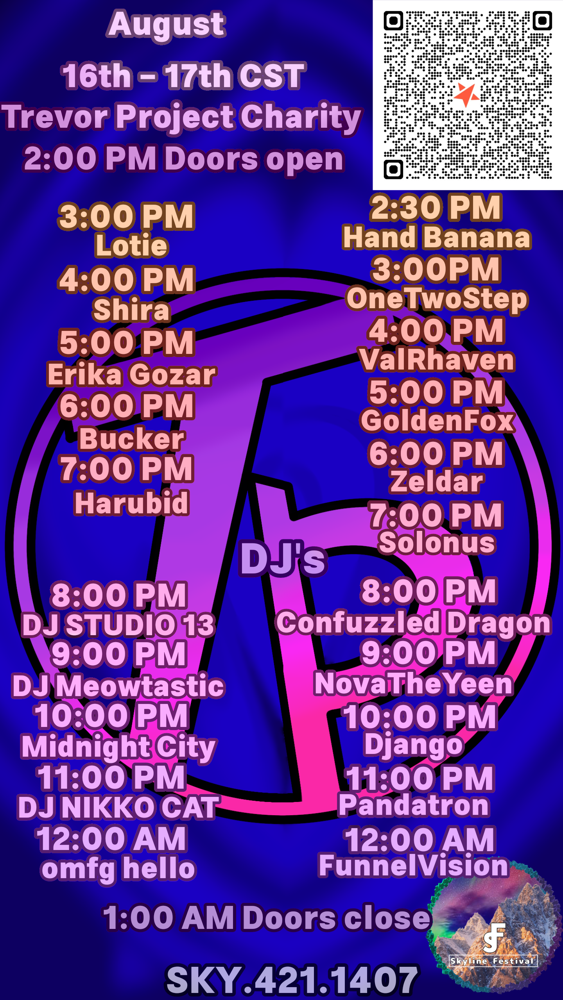 August
16th – 17th CST
Trevor Project Charity
2:00 PM Doors open
3:00 PM
Lotie
4:00 PM
Shira
5:00 PM
Erika Gozar
6:00 PM
Bucker
7:00 PM
Harubid
2:30 PM
Hand Banana
3:00PM
OneTwoStep
4:00 PM
ValRhaven
5:00 PM
GoldenFox
6:00 PM
Zeldar
7:00 PM
Solonus
DJ's
8:00 PM
DJ STUDIO 13
9:00 PM
DJ Meowtastic
10:00 PM
Midnight City
11:00 PM
DJ NIKKO CAT
12:00 AM
omfg hello
8:00 PM
Confuzzled Dragon
9:00 PM
NovaTheYeen
10:00 PM
Django
11:00 PM
Pandatron
12:00 AM
FunnelVision
1:00 AM Doors close
SF
Skyline Festival
SKY.421.1407